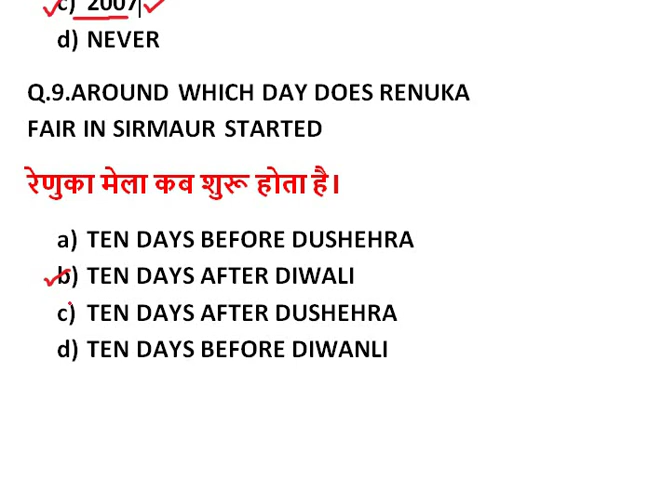 c) 2007
d) NEVER
Q.9.AROUND WHICH DAY DOES RENUKA
FAIR IN SIRMAUR STARTED
रेणुका मेला कव शुरू होता है।
a) TEN DAYS BEFORE DUSHEHRA
b) TEN DAYS AFTER DIWALI
c) TEN DAYS AFTER DUSHEHRA
d) TEN DAYS BEFORE DIWANLI